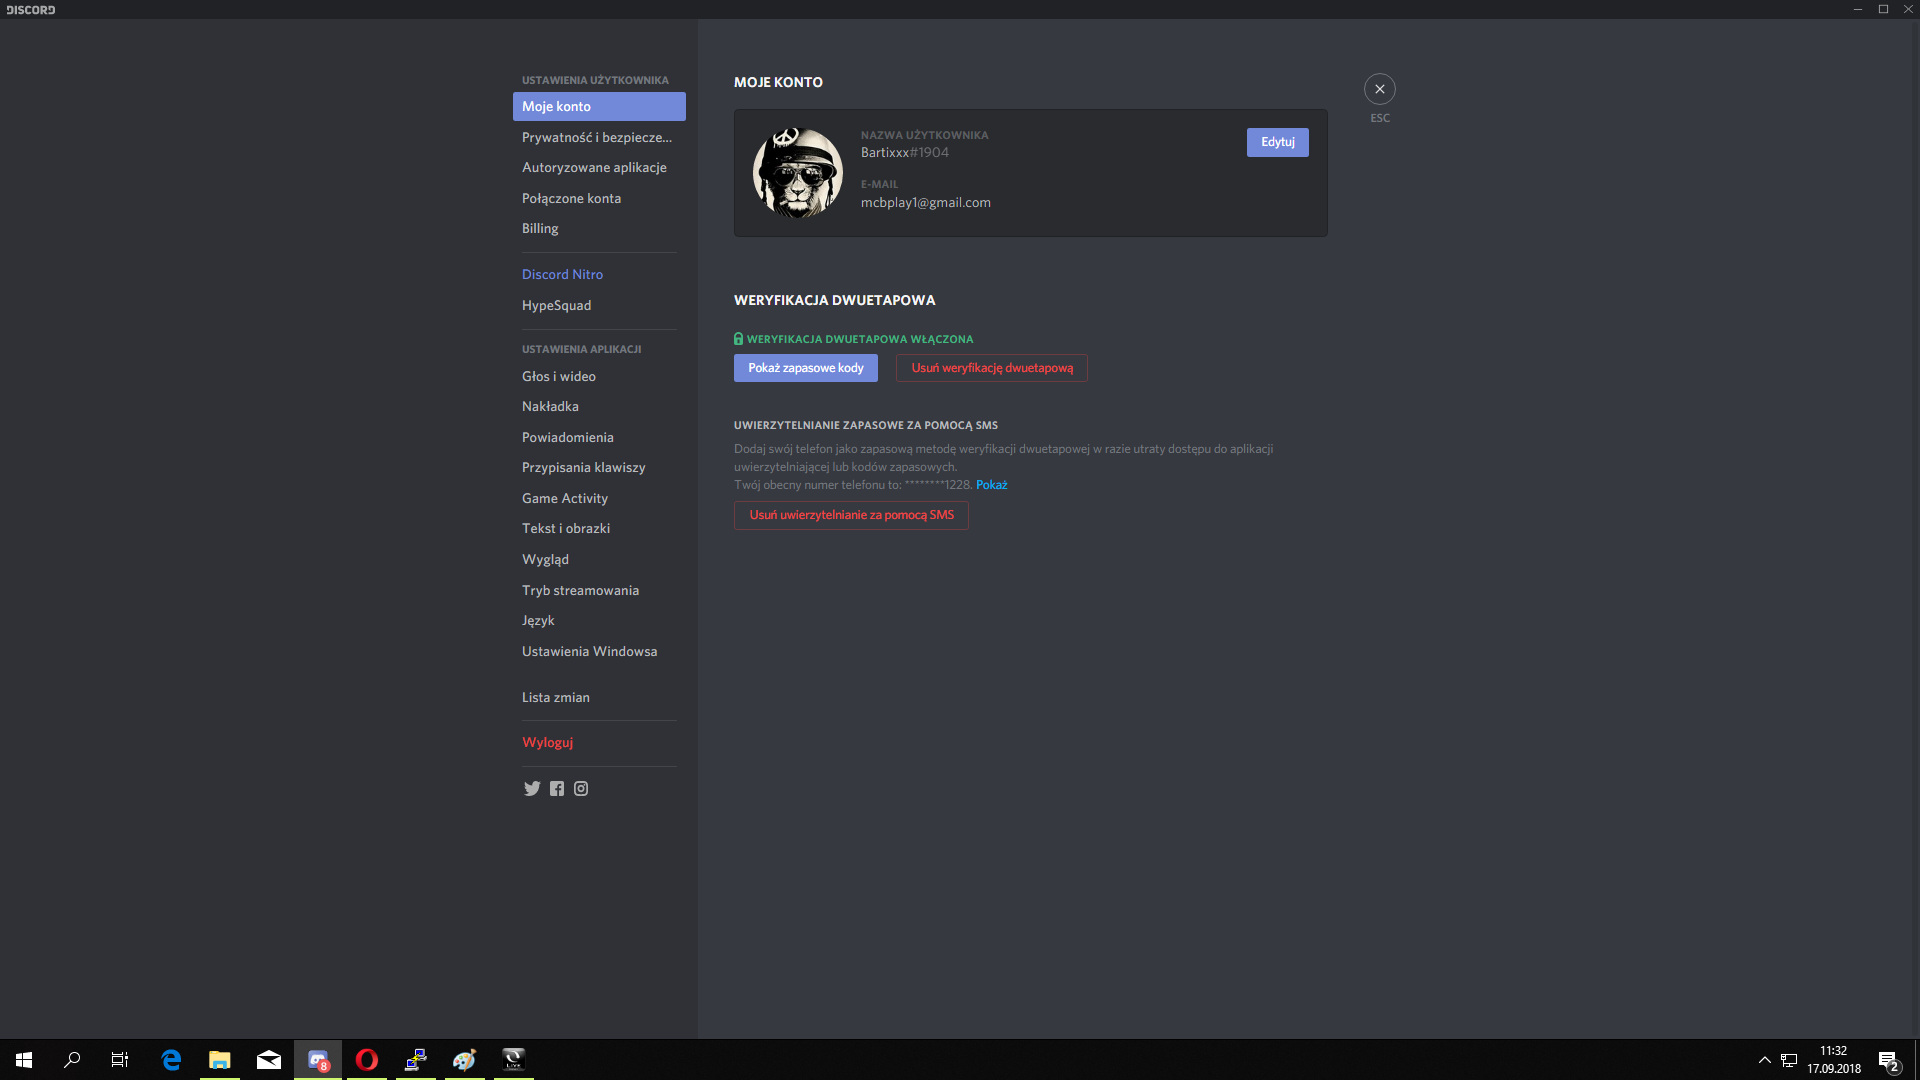 DISCORD
USTAWIENIA UŻYTKOWNIKA
Moje konto
Prywatność i bezpiecze...
Autoryzowane aplikacje
Połączone konta
Billing
Discord Nitro
HypeSquad
USTAWIENIA APLIKACJI
Głos i wideo
Nakładka
Powiadomienia
Przypisania klawiszy
Game Activity
Tekst i obrazki
Wygląd
Tryb streamowania
Język
Ustawienia Windowsa
Lista zmian
Wyloguj
MOJE KONTO
NAZWA UŻYTKOWNIKA
Bartixxx#1904
Edytuj
E-MAIL
mcbplay1@gmail.com
ESC
WERYFIKACJA DWUETAPOWA
WERYFIKACJA DWUETAPOWA WŁĄCZONA
Pokaż zapasowe kody
Usuń weryfikację dwuetapową
UWIERZYTELNIANIE ZAPASOWE ZA POMOCĄ SMS
Dodaj swój telefon jako zapasową metodę weryfikacji dwuetapowej w razie utraty dostępu do aplikacji
uwierzytelniającej lub kodów zapasowych.
Twój obecny numer telefonu to: ********1228. Pokaż
Usuń uwierzytelnianie za pomocą SMS
8
LIVE
11:32
17.09.2018
2